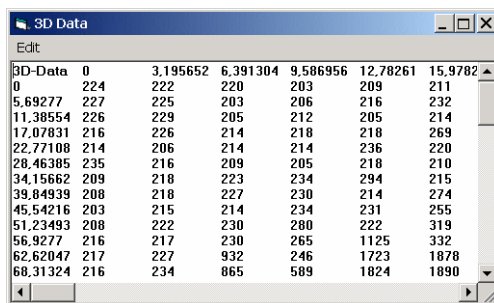 3D Data
Edit
3D-Data 0 3,195652 6,391304 9,586956 12,78261 15,9782
0 224 222 220 203 209 211
5,69277 227 225 203 206 216 232
11,38554 226 229 205 212 205 214
17,07831 216 226 214 218 218 269
22,77108 214 206 214 214 236 220
28,46385 235 216 209 205 218 210
34,15662 209 218 223 234 294 215
39,84939 208 218 227 230 214 274
45,54216 203 215 214 234 231 255
51,23493 208 222 230 280 222 319
56,9277 216 217 230 265 1125 332
62,62047 217 227 932 246 1723 1878
68,31324 216 234 865 589 1824 1890